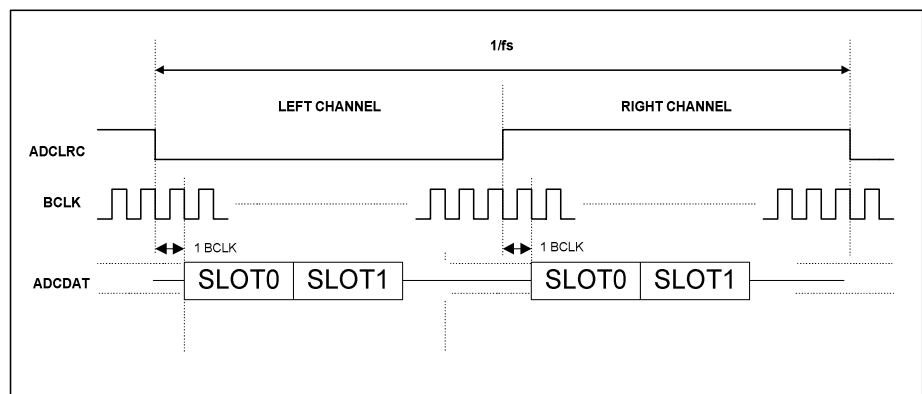 1/fs
LEFT CHANNEL RIGHT CHANNEL
ADCLRC
BCLK
1 BCLK 1 BCLK
ADCDAT SLOT0 SLOT1 SLOT0 SLOT1